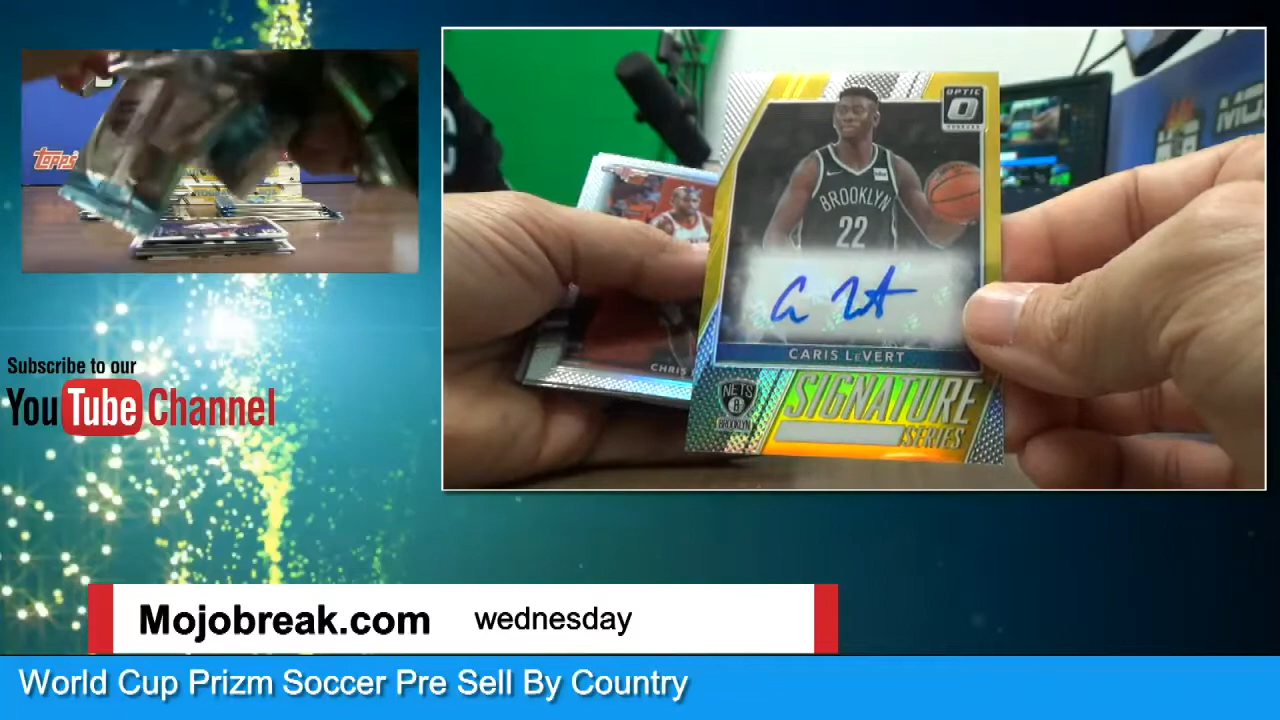 TOPPS
OPTIC
BROOKLYN
22
CARIS LEVERT
NETS
B
BROOKLYN
SIGNATURE
SERIES
CHRIS
Subscribe to our
YouTube Channel
Mojobreak.com wednesday
World Cup Prizm Soccer Pre Sell By Country